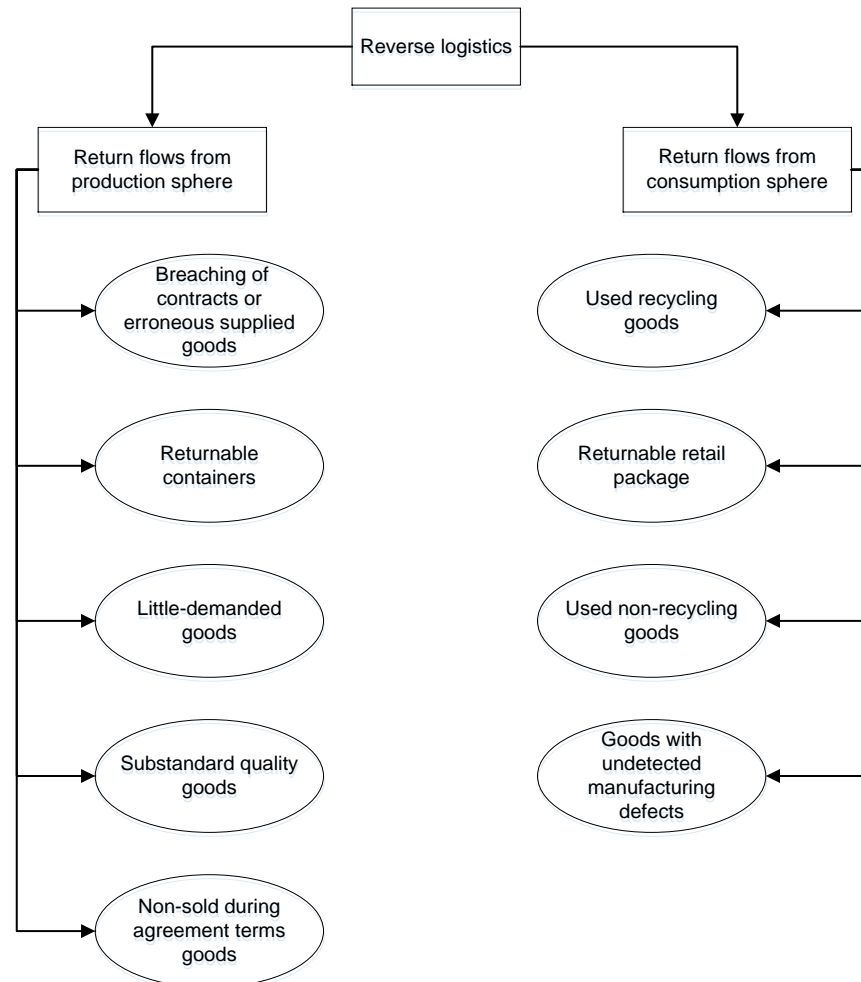 Reverse logistics
Return flows from
production sphere
Return flows from
consumption sphere
Breaching of
contracts or
erroneous supplied
goods
Used recycling
goods
Returnable
containers
Returnable retail
package
Little-demanded
goods
Used non-recycling
goods
Substandard quality
goods
Goods with
undetected
manufacturing
defects
Non-sold during
agreement terms
goods